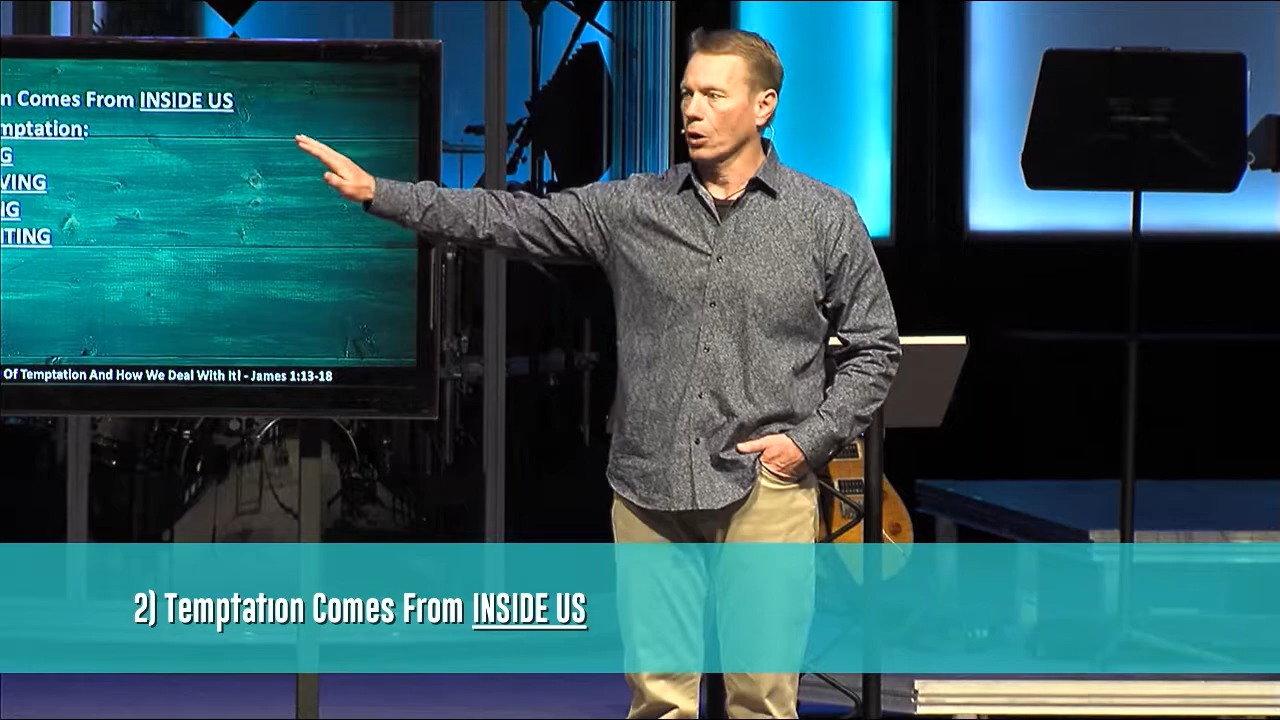 n Comes From INSIDE US
mptation:
G
VING
NG
ITING
Of Temptation And How We Deal With It! - James 1:13-18
2) Temptation Comes From INSIDE US